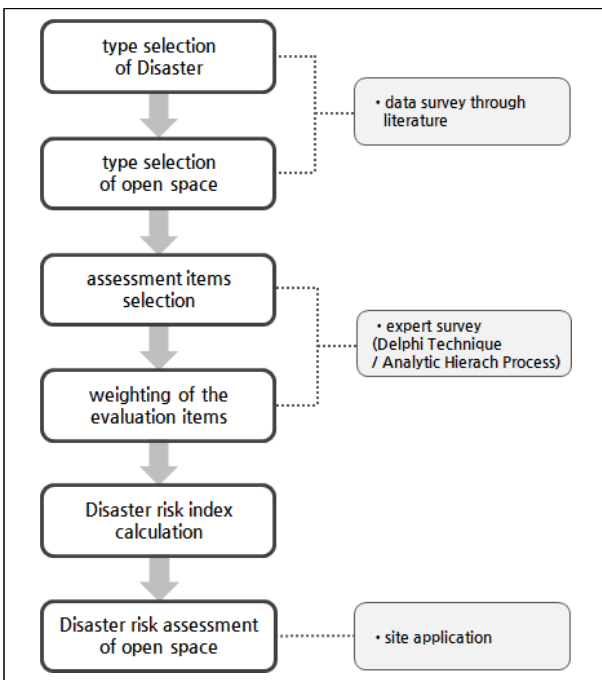 type selection
of Disaster
• data survey through
literature
type selection
of open space
assessment items
selection
• expert survey
(Delphi Technique
/ Analytic Hierach Process)
weighting of the
evaluation items
Disaster risk index
calculation
Disaster risk assessment
of open space
• site application